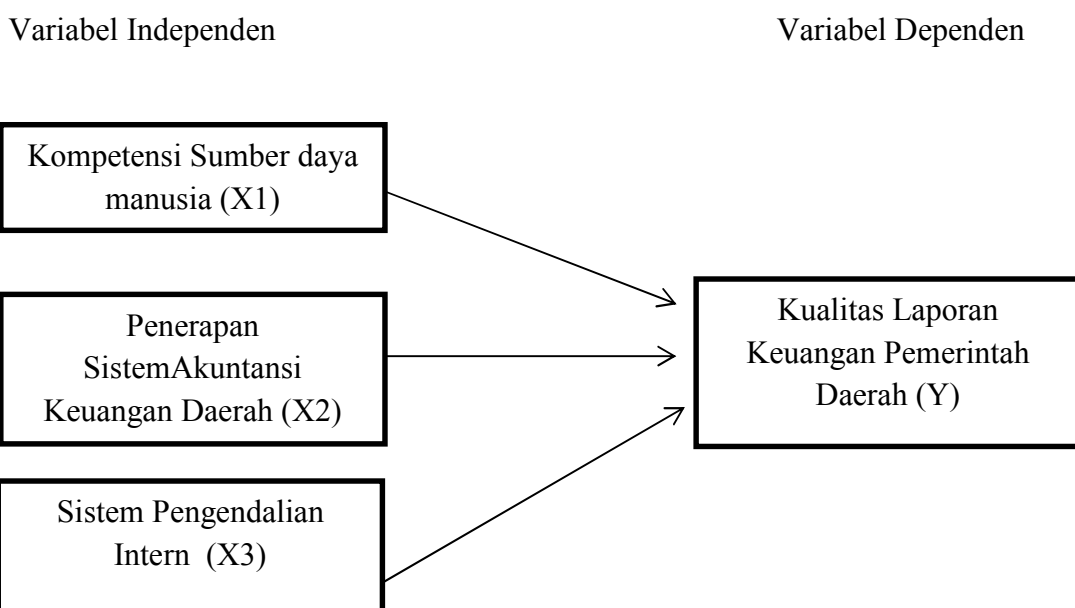 Variabel Independen
Variabel Dependen
Kompetensi Sumber daya
manusia (X1)
Penerapan
SistemAkuntansi
Keuangan Daerah (X2)
Sistem Pengendalian
Intern (X3)
Kualitas Laporan
Keuangan Pemerintah
Daerah (Y)